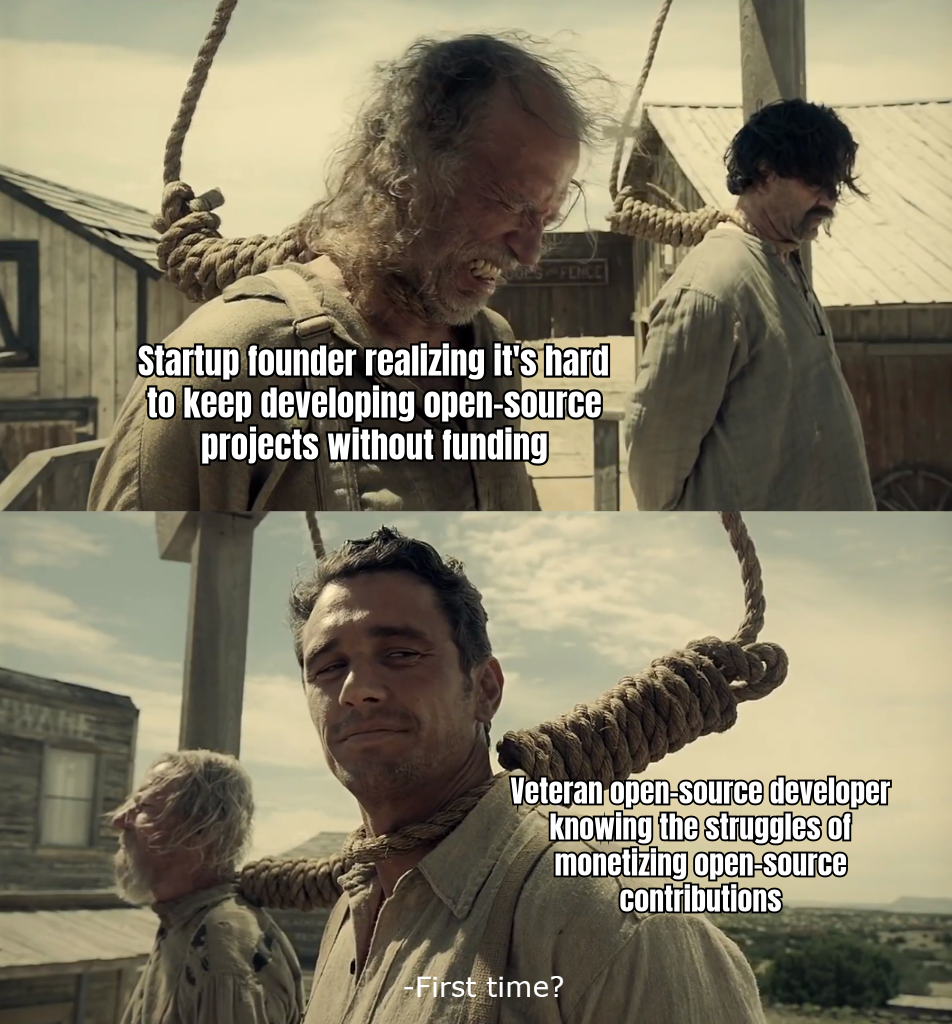 Startup founder realizing it's hard
to keep developing open-source
projects without funding
Veteran open-source developer
knowing the struggles of
monetizing open-source
contributions
-First time?